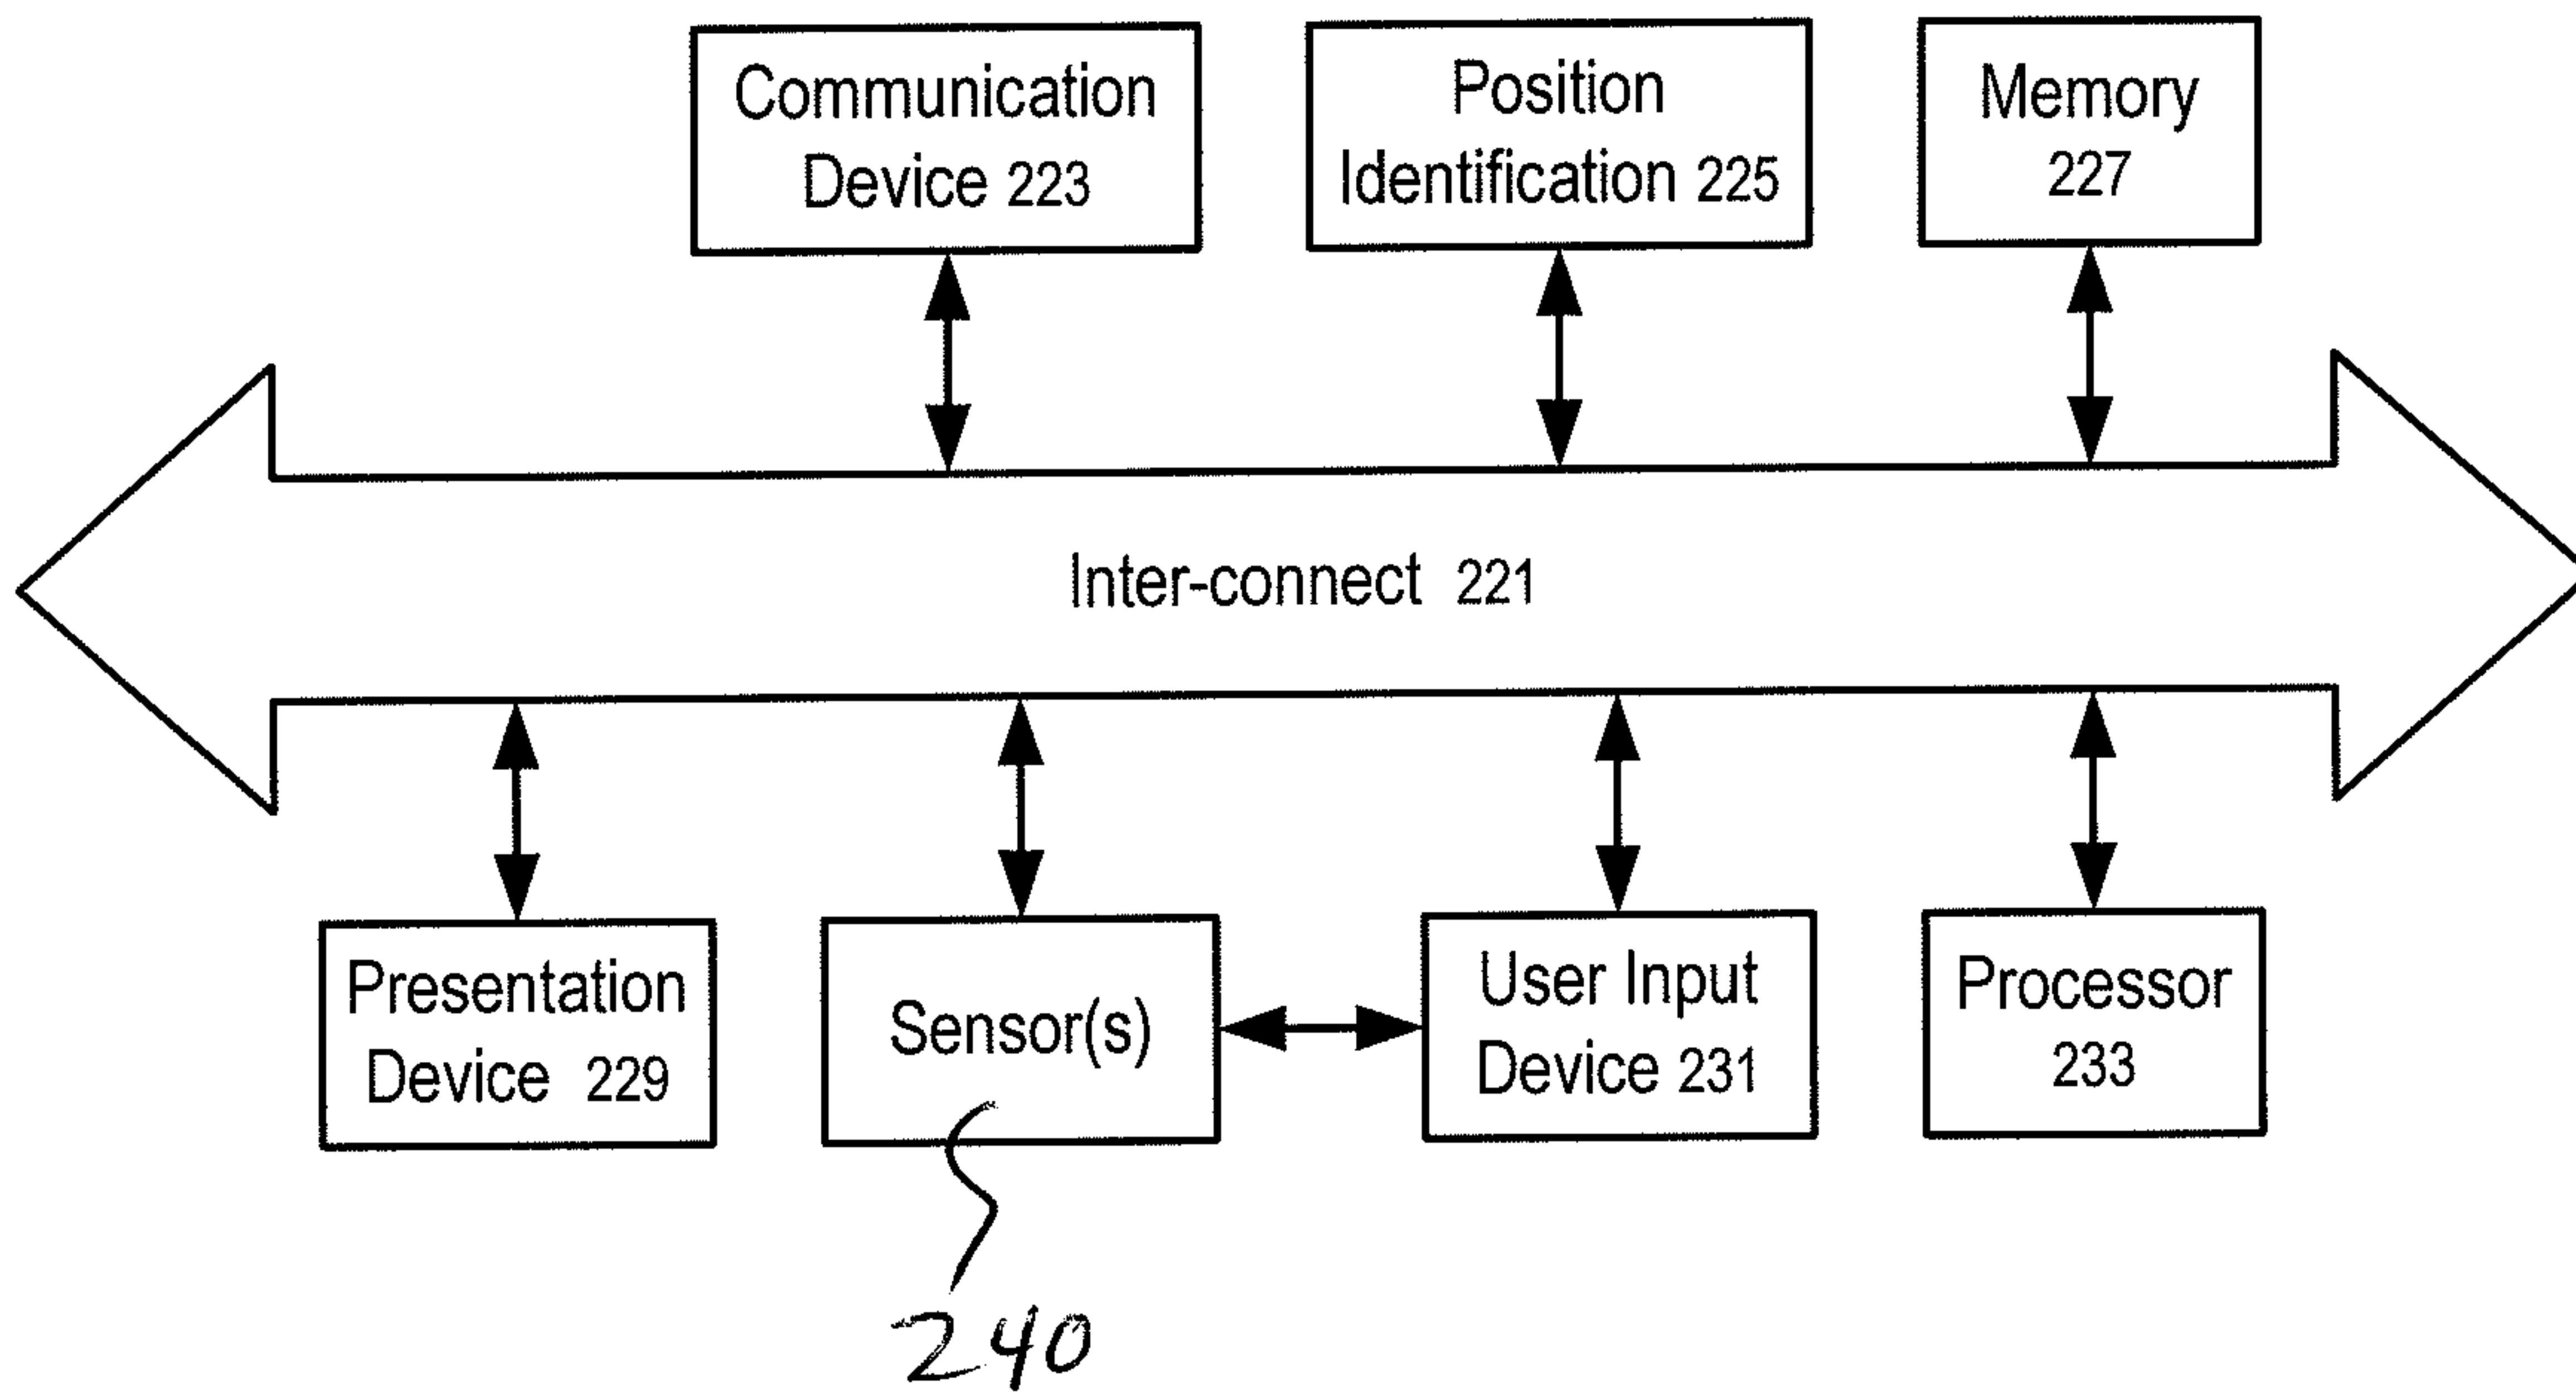 Communication
Device 223
Position
Identification 225
Memory
227
Inter-connect 221
Presentation
Device 229
Sensor(s)
User Input
Device 231
Processor
233
240